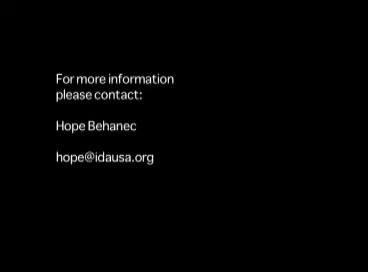 For more information
please contact:
Hope Behanec
hope@idausa.org